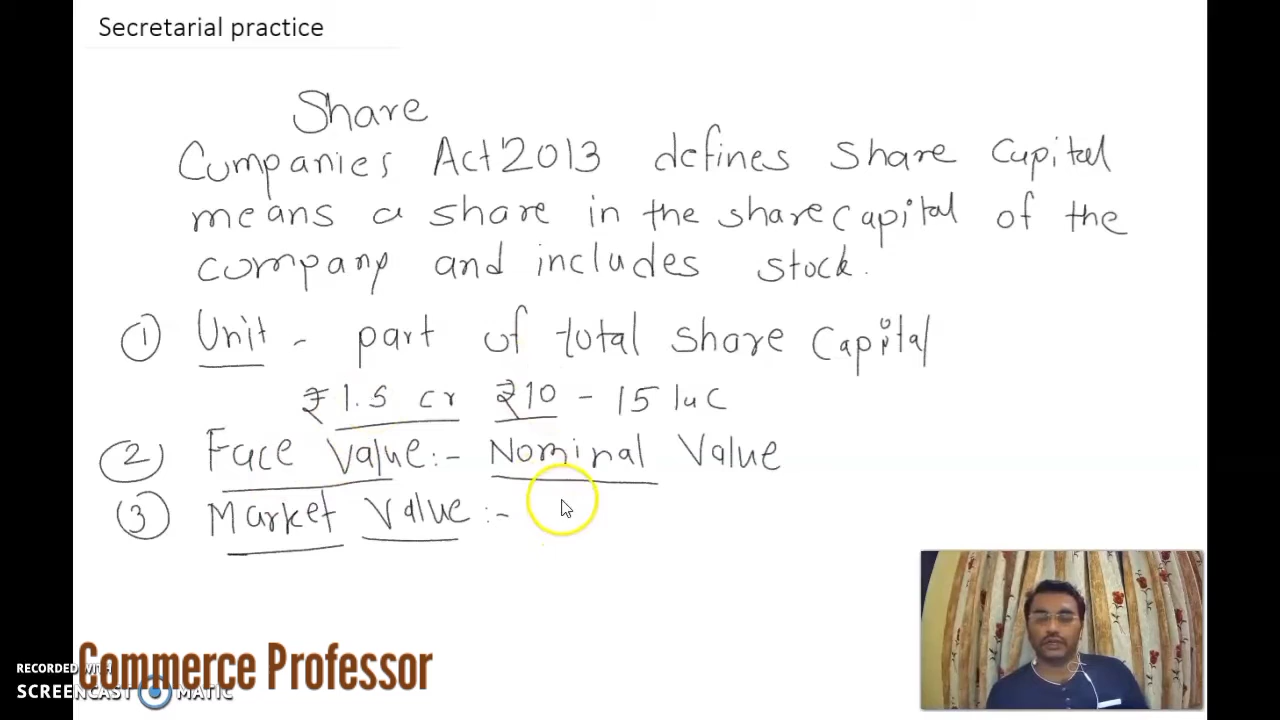 Secretarial practice
Share
Companies Act 2013 defines share capital
means a share in the share capital of the
company and includes stock.
① Unit - part of total share capital
₹1.5 cr ₹10 - 15 lac
② Face Value:- Nominal Value
③ Market Value:-
RECORDED WITH
SCREENCAST MATIC
Commerce Professor